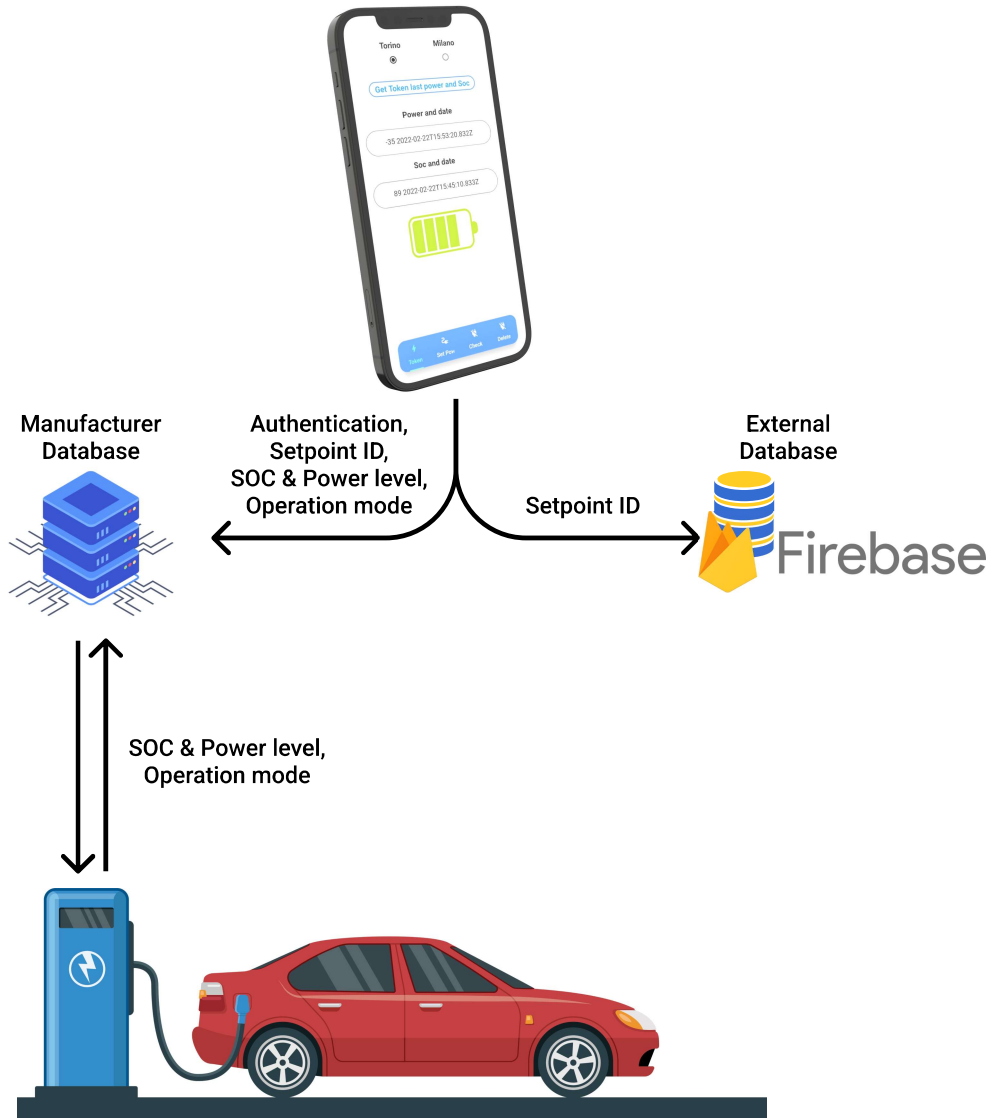 Torino Milano
Get Token last power and Soc
Power and date
-35 2022-02-22T15:53:20.832Z
Soc and date
89 2022-02-22T15:45:10.833Z
Token Set Pow Check Delete
Manufacturer
Database
Authentication,
Setpoint ID,
SOC & Power level,
Operation mode
External
Database
Setpoint ID
Firebase
SOC & Power level,
Operation mode